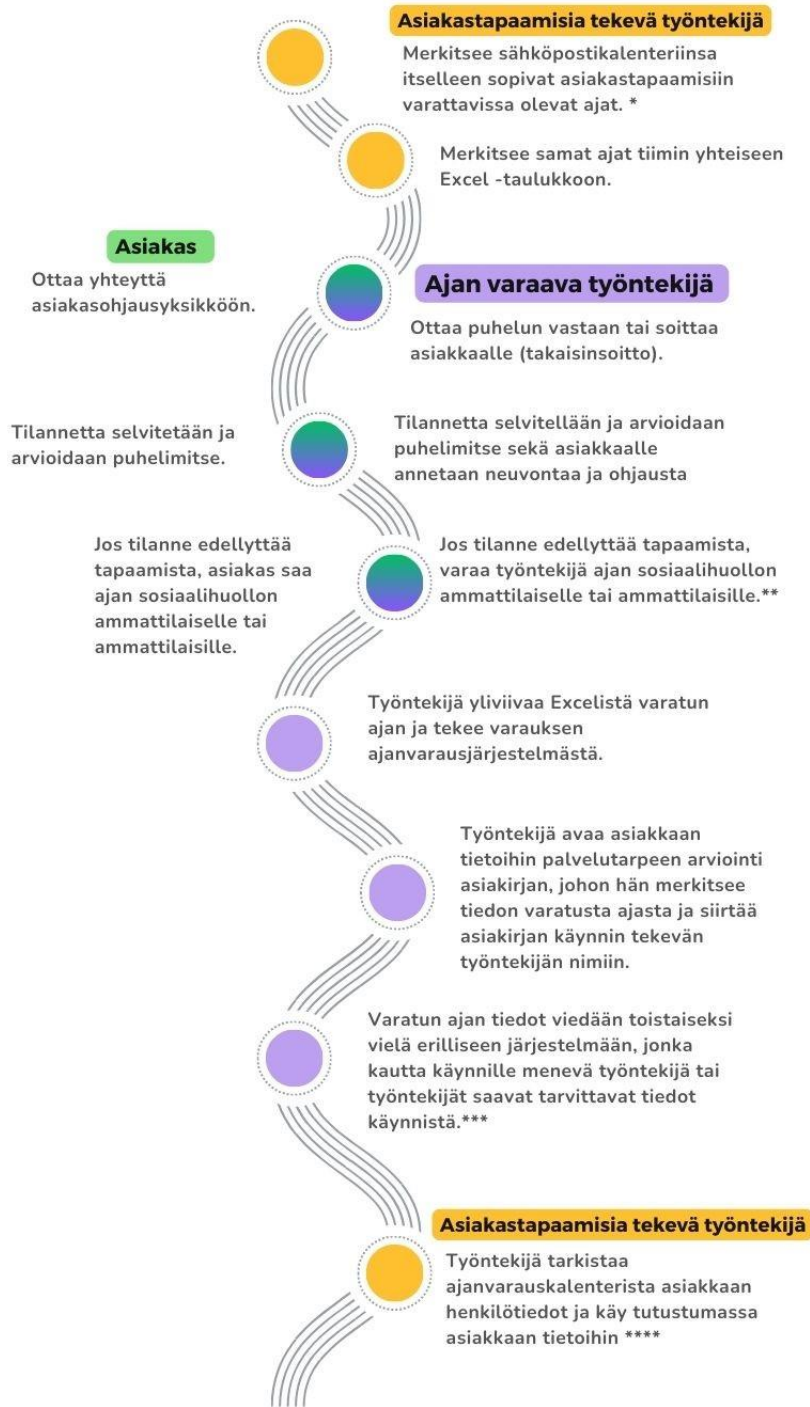 Asiakastapaamisia tekevä työntekijä
Merkitsee sähköpostikalenteriinsa
itselleen sopivat asiakastapaamisiin
varattavissa olevat ajat. *
Merkitsee samat ajat tiimin yhteiseen
Excel -taulukkoon.
Asiakas
Ottaa yhteyttä
asiakasohjausyksikköön.
Ajan varaava työntekijä
Ottaa puhelun vastaan tai soittaa
asiakkaalle (takaisinsoitto).
Tilannetta selvitetään ja
arvioidaan puhelimitse.
Tilannetta selvitellään ja arvioidaan
puhelimitse sekä asiakkaalle
annetaan neuvontaa ja ohjausta
Jos tilanne edellyttää
tapaamista, asiakas saa
ajan sosiaalihuollon
ammattilaiselle tai
ammattilaisille.
Jos tilanne edellyttää tapaamista,
varaa työntekijä ajan sosiaalihuollon
ammattilaiselle tai ammattilaisille.**
Työntekijä yliviivaa Excelistä varatun
ajan ja tekee varauksen
ajanvarausjärjestelmästä.
Työntekijä avaa asiakkaan
tietoihin palvelutarpeen arviointi
asiakirjan, johon hän merkitsee
tiedon varatusta ajasta ja siirtää
asiakirjan käynnin tekevän
työntekijän nimiin.
Varatun ajan tiedot viedään toistaiseksi
vielä erilliseen järjestelmään, jonka
kautta käynnille menevä työntekijä tai
työntekijät saavat tarvittavat tiedot
käynnistä.***
Asiakastapaamisia tekevä työntekijä
Työntekijä tarkistaa
ajanvarauskalenterista asiakkaan
henkilötiedot ja käy tutustumassa
asiakkaan tietoihin ****